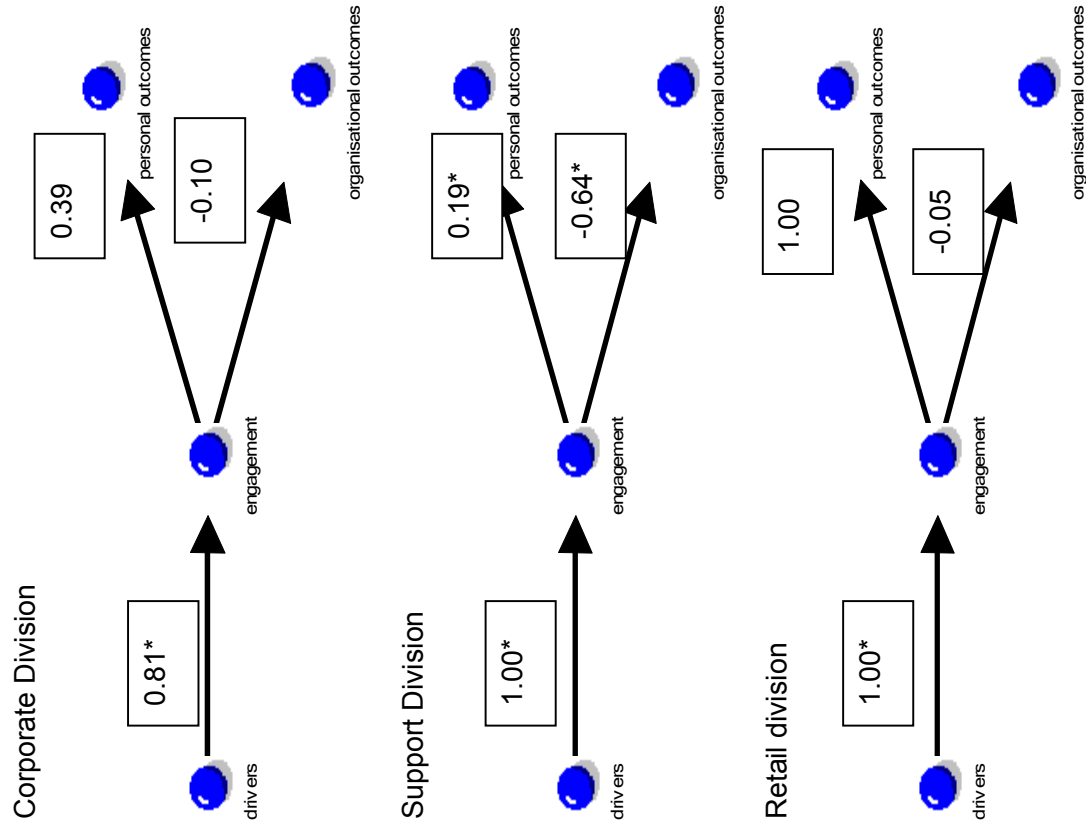 Corporate Division
drivers
0.81*
engagement
0.39
-0.10
personal outcomes
organisational outcomes
Support Division
drivers
1.00*
engagement
0.19*
-0.64*
personal outcomes
organisational outcomes
Retail division
drivers
1.00*
engagement
1.00
-0.05
personal outcomes
organisational outcomes